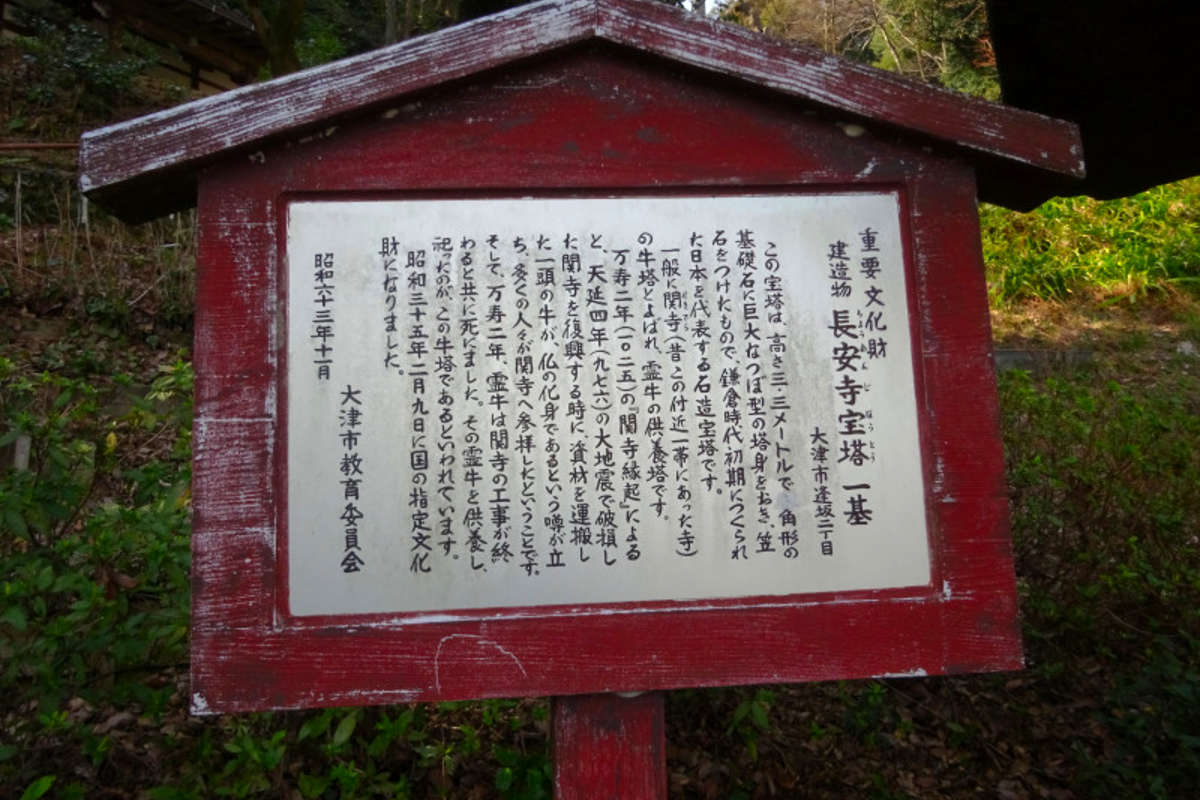 重要文化財
建造物 長安寺宝塔 一基
ちょうあんじ ほうとう
大津市逢坂二丁目
この宝塔は、高さ三・三メートルで 角形の
基礎石に巨大なつぼ型の塔身をおき、笠
石をつけたもので、鎌倉時代初期につくられ
た日本を代表する石造宝塔です。
一般に関寺(昔この付近一帯にあった寺)
せきでら
の牛塔とよばれ、霊牛の供養塔です。
万寿二年(一〇二五)の『関寺縁起』による
と、天延四年(九七六)の大地震で破損し
た関寺を復興する時に、資材を運搬し
た一頭の牛が、仏の化身であるという噂が立
ち、多くの人々が関寺へ参拝したということです。
そして、万寿二年、霊牛は関寺の工事が終
わると共に死にました。その霊牛を供養し、
祀ったのが、この牛塔であるといわれています。
昭和三十五年二月九日に国の指定文化
財になりました。
大津市教育委員会
昭和六十三年十一月